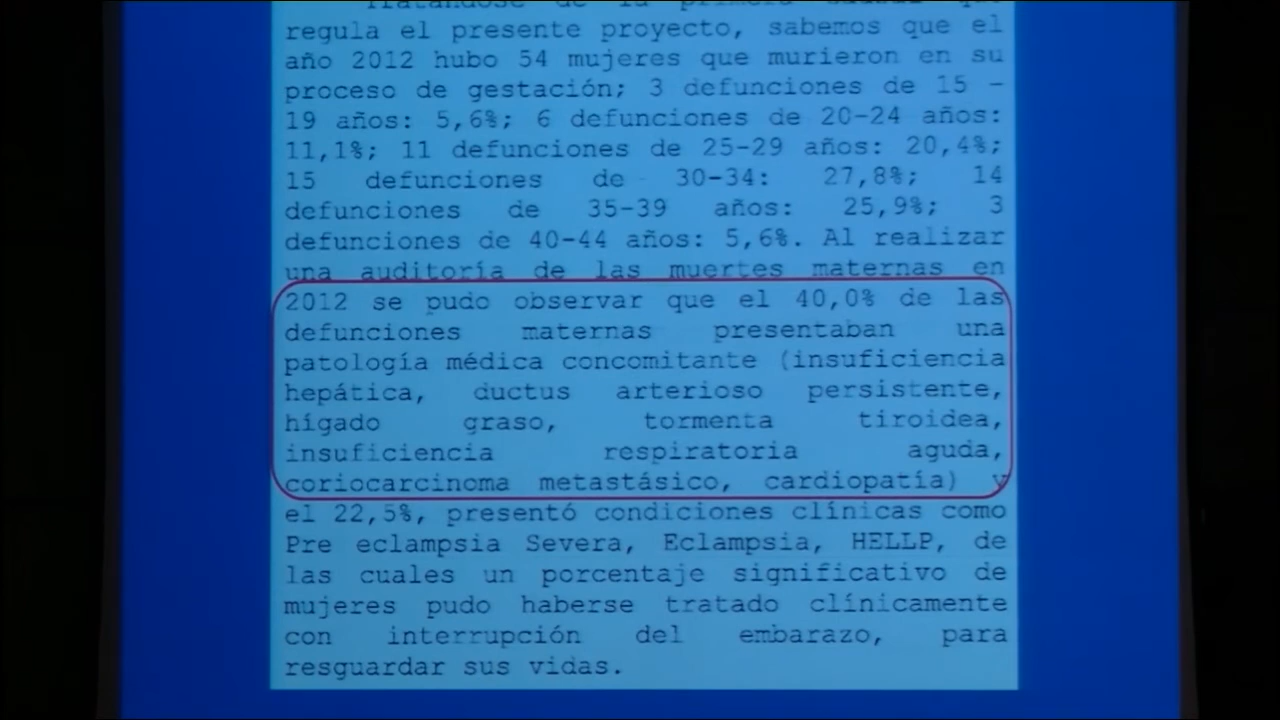 Tratándose de la primera causal que
regula el presente proyecto, sabemos que el
año 2012 hubo 54 mujeres que murieron en su
proceso de gestación; 3 defunciones de 15 –
19 años: 5,6%; 6 defunciones de 20-24 años:
11,1%; 11 defunciones de 25-29 años: 20,4%;
15 defunciones de 30-34: 27,8%; 14
defunciones de 35-39 años: 25,9%; 3
defunciones de 40-44 años: 5,6%. Al realizar
una auditoría de las muertes maternas en
2012 se pudo observar que el 40,0% de las
defunciones maternas presentaban una
patología médica concomitante (insuficiencia
hepática, ductus arterioso persistente,
hígado graso, tormenta tiroidea,
insuficiencia respiratoria aguda,
coriocarcinoma metastásico, cardiopatía) y
el 22,5%, presentó condiciones clínicas como
Pre eclampsia Severa, Eclampsia, HELLP, de
las cuales un porcentaje significativo de
mujeres pudo haberse tratado clínicamente
con interrupción del embarazo, para
resguardar sus vidas.